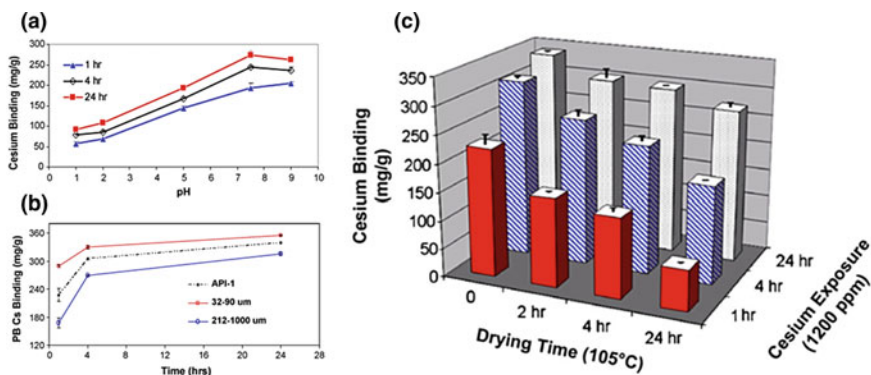 (a)
Cesium Binding (mg/g)
300
250
200
150
100
50
0
1 hr
4 hr
24 hr
0 1 2 3 4 5 6 7 8 9 10
pH
(b)
PB Cs Binding (mg/g)
360
300
240
180
120
API-1
32-90 um
212-1000 um
0 4 8 12 16 20 24 28
Time (hrs)
(c)
Cesium Binding
(mg/g)
350
300
250
200
150
100
50
0
0
2 hr
4 hr
24 hr
Drying Time (105°C)
24 hr
4 hr
1 hr
Cesium Exposure
(1200 ppm)